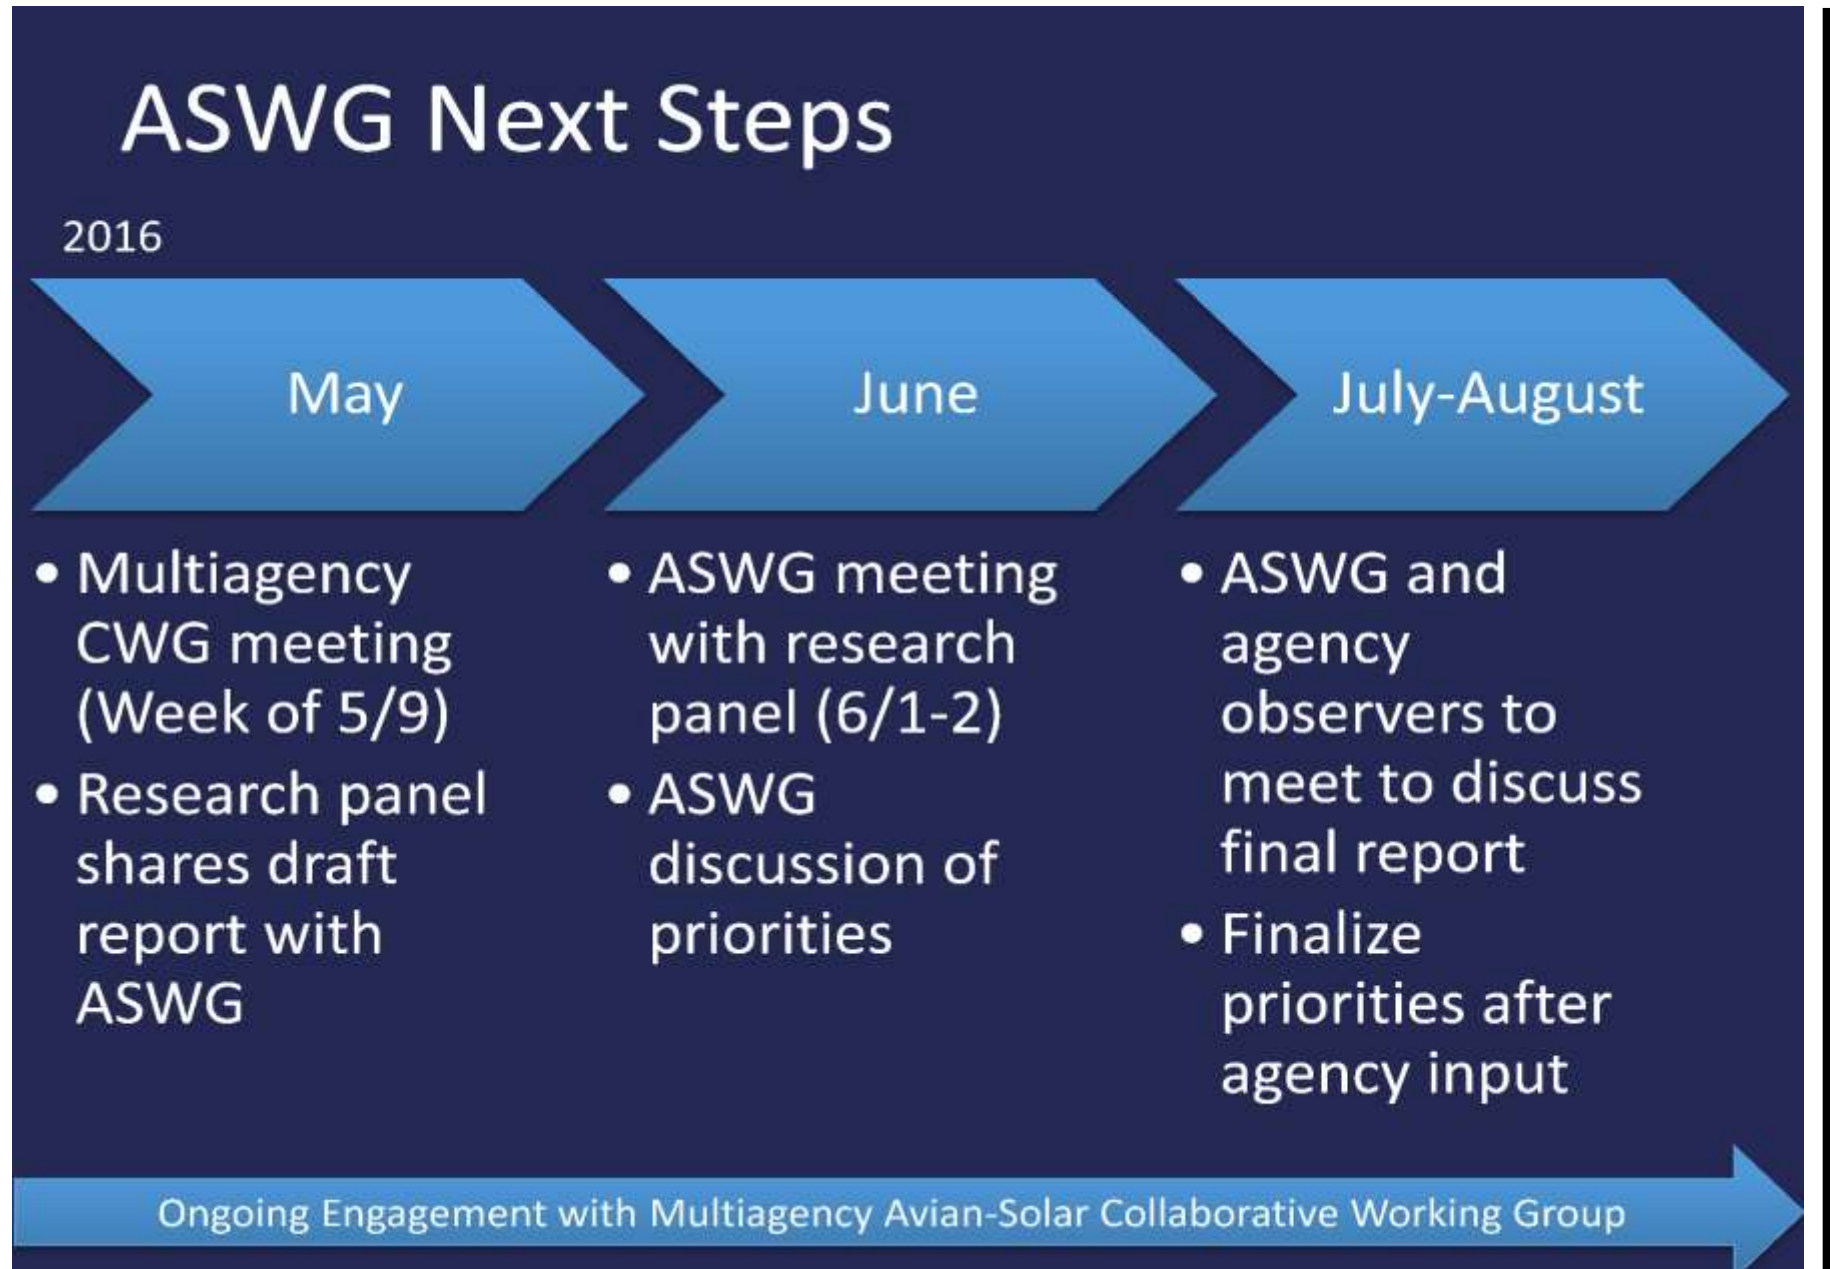 ASWG Next Steps
2016
May
June
July-August
• Multiagency
CWG meeting
(Week of 5/9)
• Research panel
shares draft
report with
ASWG
• ASWG meeting
with research
panel (6/1-2)
• ASWG
discussion of
priorities
• ASWG and
agency
observers to
meet to discuss
final report
• Finalize
priorities after
agency input
Ongoing Engagement with Multiagency Avian-Solar Collaborative Working Group